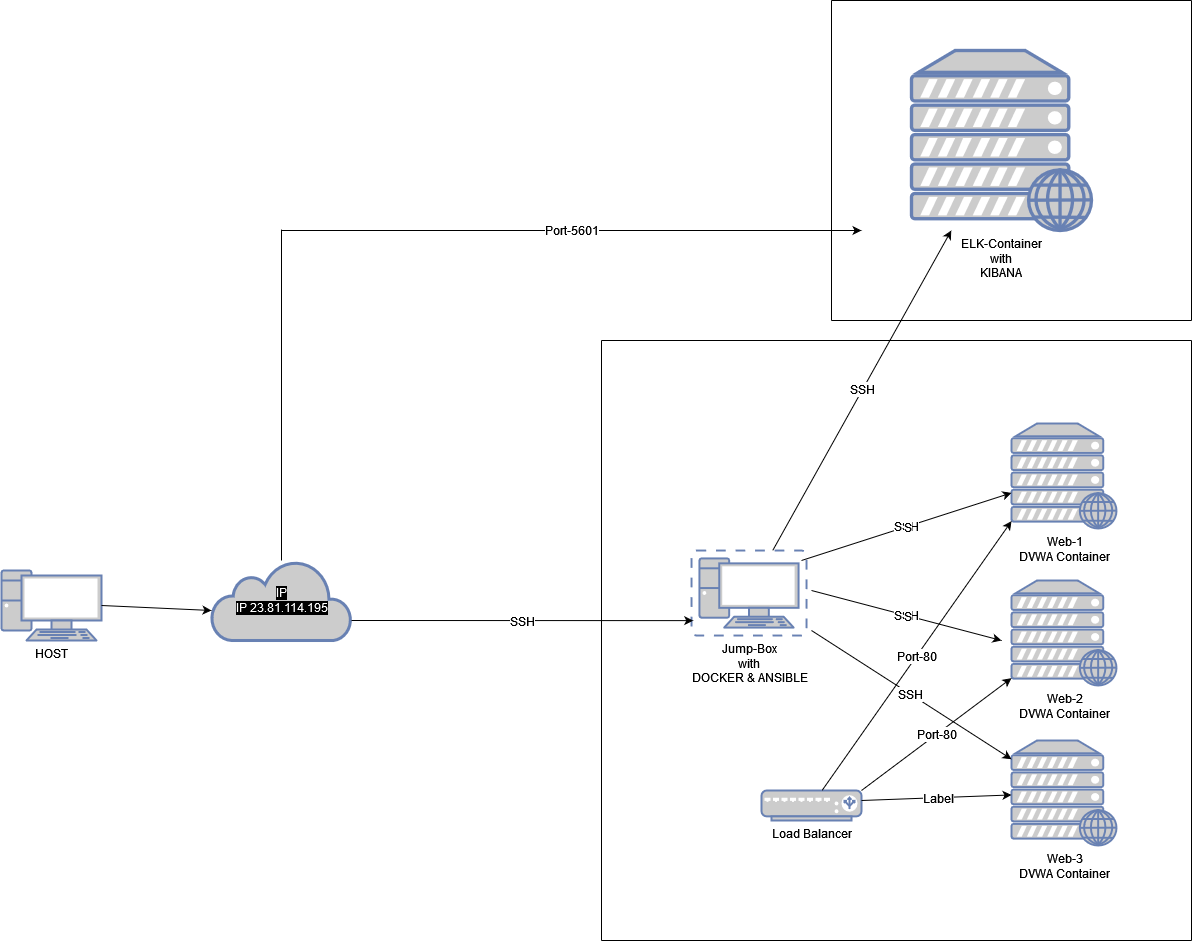 Port-5601
ELK-Container
with
KIBANA
SSH
SSH
Web-1
DVWA Container
IP
IP 23.81.114.195
HOST
SSH
SSH
Jump-Box
with
DOCKER & ANSIBLE
Port-80
SSH
Web-2
DVWA Container
Port-80
Label
Load Balancer
Web-3
DVWA Container